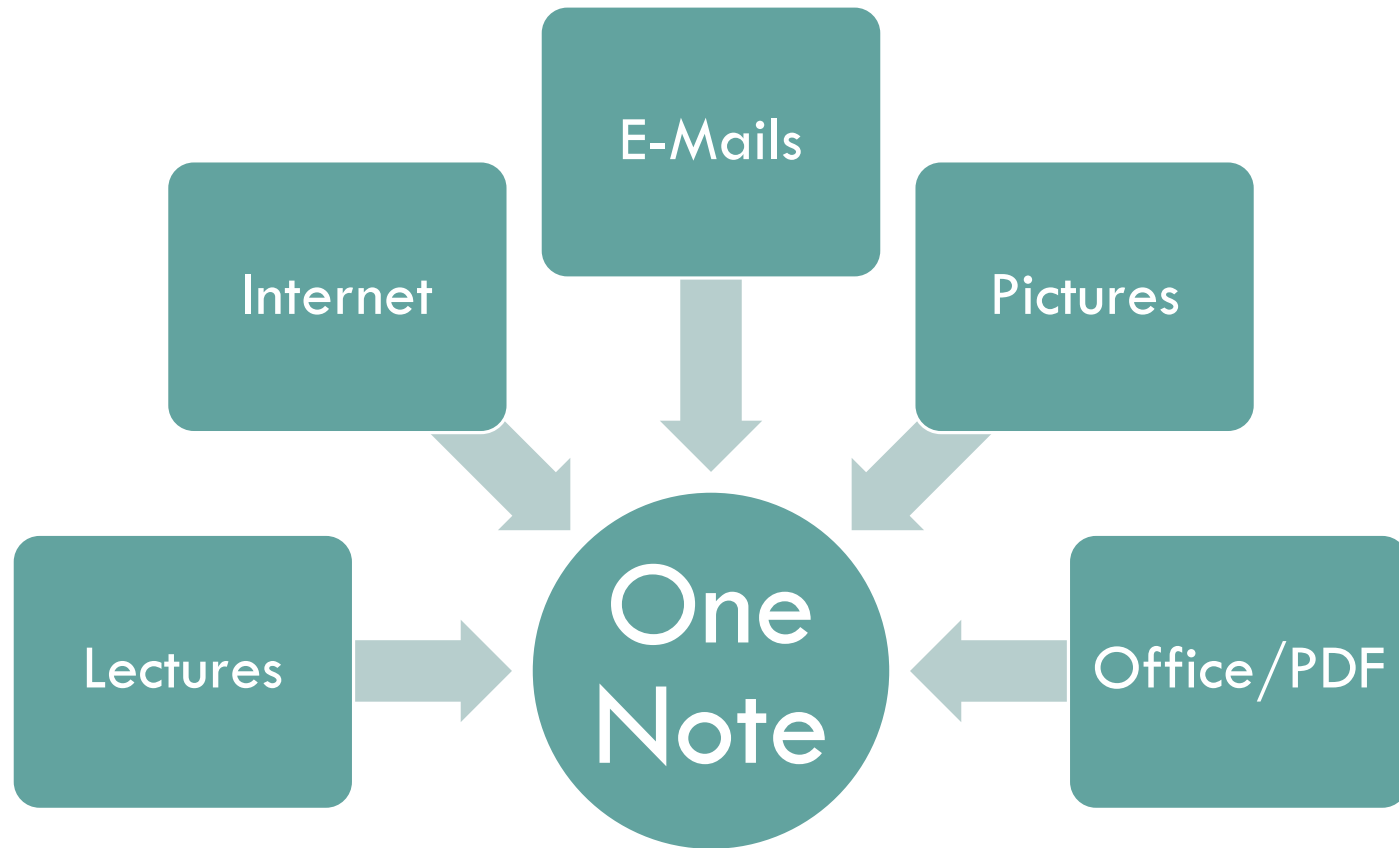 E-Mails
Internet
Pictures
Lectures
One
Note
Office/PDF